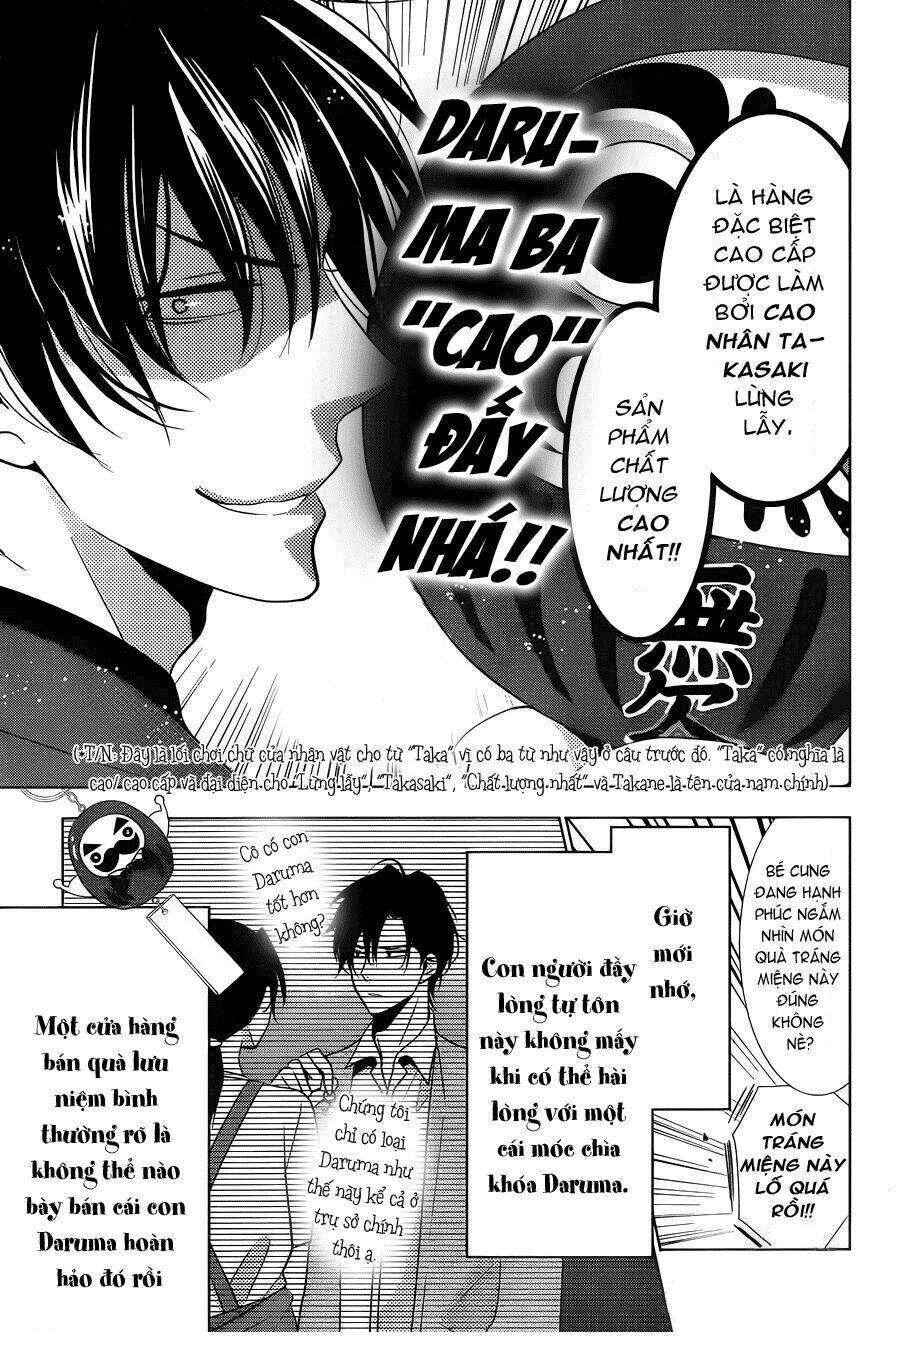 LÀ HÀNG
ĐẶC BIỆT
CAO CẤP
ĐƯỢC LÀM
BỞI CAO
NHÂN TA-
KASAKI
LỪNG
LẪY,
SẢN
PHẨM
CHẤT
LƯỢNG
CAO
NHẤT!!
DARU-
MA BA
"CAO"
ĐẤY
NHÁ!!
無
欠
(-T/N: Đây là lối chơi chữ của nhân vật cho từ "Taka" vì có ba từ như vậy ở câu trước đó. "Taka" có nghĩa là
cao/ cao cấp và đại diện cho "Lừng lẫy", "Takasaki", "Chất lượng nhất" và Takane là tên của nam chính)
BÉ CƯNG
ĐANG HẠNH
PHÚC NGẮM
NHÌN MÓN
QUÀ TRÁNG
MIỆNG NÀY
ĐÚNG
KHÔNG
NÈ?
MÓN
TRÁNG
MIỆNG NÀY
LỐ QUÁ
RỒI!!
Giờ
mới
nhớ,
Con người đầy
lòng tự tôn
này không mấy
khi có thể hài
lòng với một
cái móc chìa
khóa Daruma.
Cô có con
Daruma
tốt hơn
không?
Chúng tôi
chỉ có loại
Daruma như
thế này kể cả ở
trụ sở chính
thôi ạ.
Một cửa hàng
bán quà lưu
niệm bình
thường rõ là
không thể nào
bày bán cái con
Daruma hoàn
hảo đó rồi